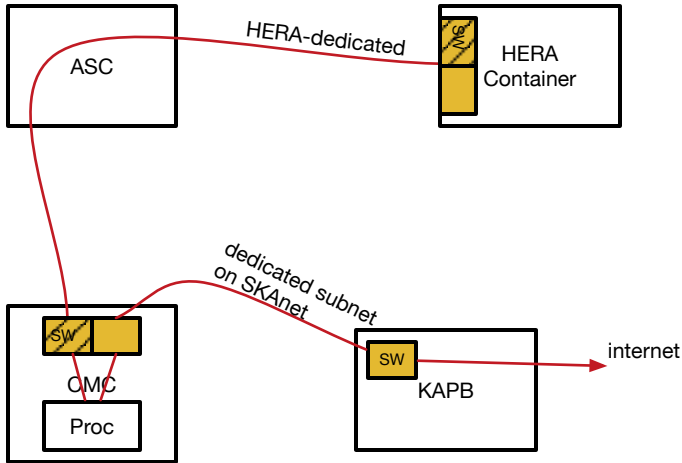 HERA-dedicated
ASC
SW
HERA
Container
dedicated subnet
on SKAnet
SW
CMC
Proc
SW
KAPB
internet